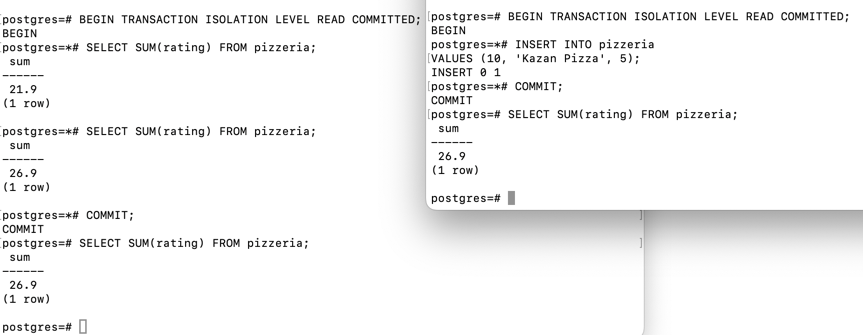 postgres=# BEGIN TRANSACTION ISOLATION LEVEL READ COMMITTED;
BEGIN
postgres=*# SELECT SUM(rating) FROM pizzeria;
 sum
------
 21.9
(1 row)

postgres=*# SELECT SUM(rating) FROM pizzeria;
 sum
------
 26.9
(1 row)

postgres=*# COMMIT;
COMMIT
postgres=# SELECT SUM(rating) FROM pizzeria;
 sum
------
 26.9
(1 row)

postgres=#
postgres=# BEGIN TRANSACTION ISOLATION LEVEL READ COMMITTED;
BEGIN
postgres=*# INSERT INTO pizzeria
VALUES (10, 'Kazan Pizza', 5);
INSERT 0 1
postgres=*# COMMIT;
COMMIT
postgres=# SELECT SUM(rating) FROM pizzeria;
 sum
------
 26.9
(1 row)

postgres=#